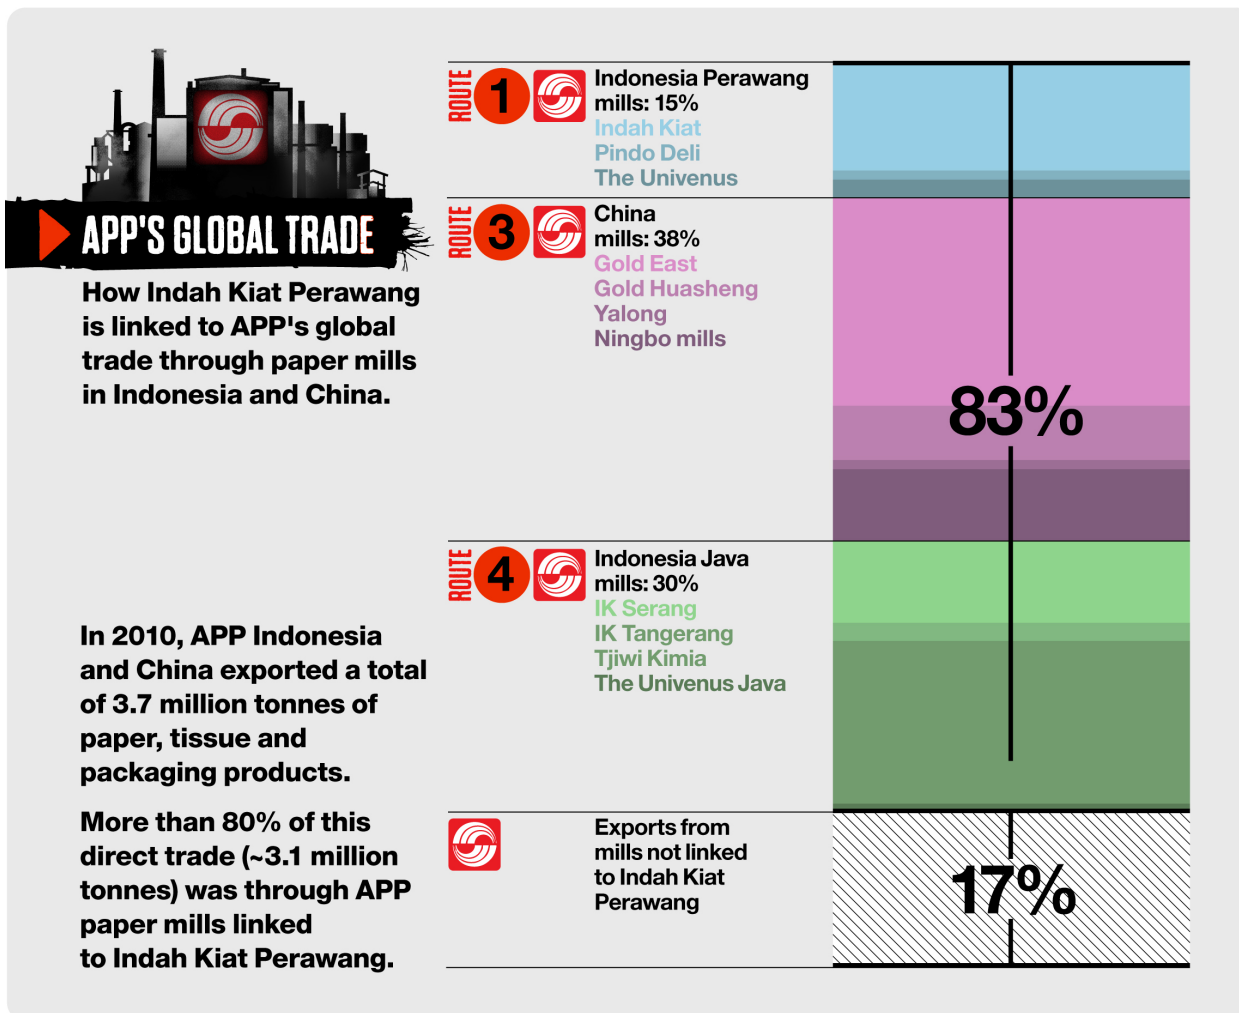 APP'S GLOBAL TRADE
How Indah Kiat Perawang
is linked to APP's global
trade through paper mills
in Indonesia and China.
In 2010, APP Indonesia
and China exported a total
of 3.7 million tonnes of
paper, tissue and
packaging products.
More than 80% of this
direct trade (~3.1 million
tonnes) was through APP
paper mills linked
to Indah Kiat Perawang.
ROUTE 1
Indonesia Perawang
mills: 15%
Indah Kiat
Pindo Deli
The Univenus
ROUTE 3
China
mills: 38%
Gold East
Gold Huasheng
Yalong
Ningbo mills
83%
ROUTE 4
Indonesia Java
mills: 30%
IK Serang
IK Tangerang
Tjiwi Kimia
The Univenus Java
Exports from
mills not linked
to Indah Kiat
Perawang
17%